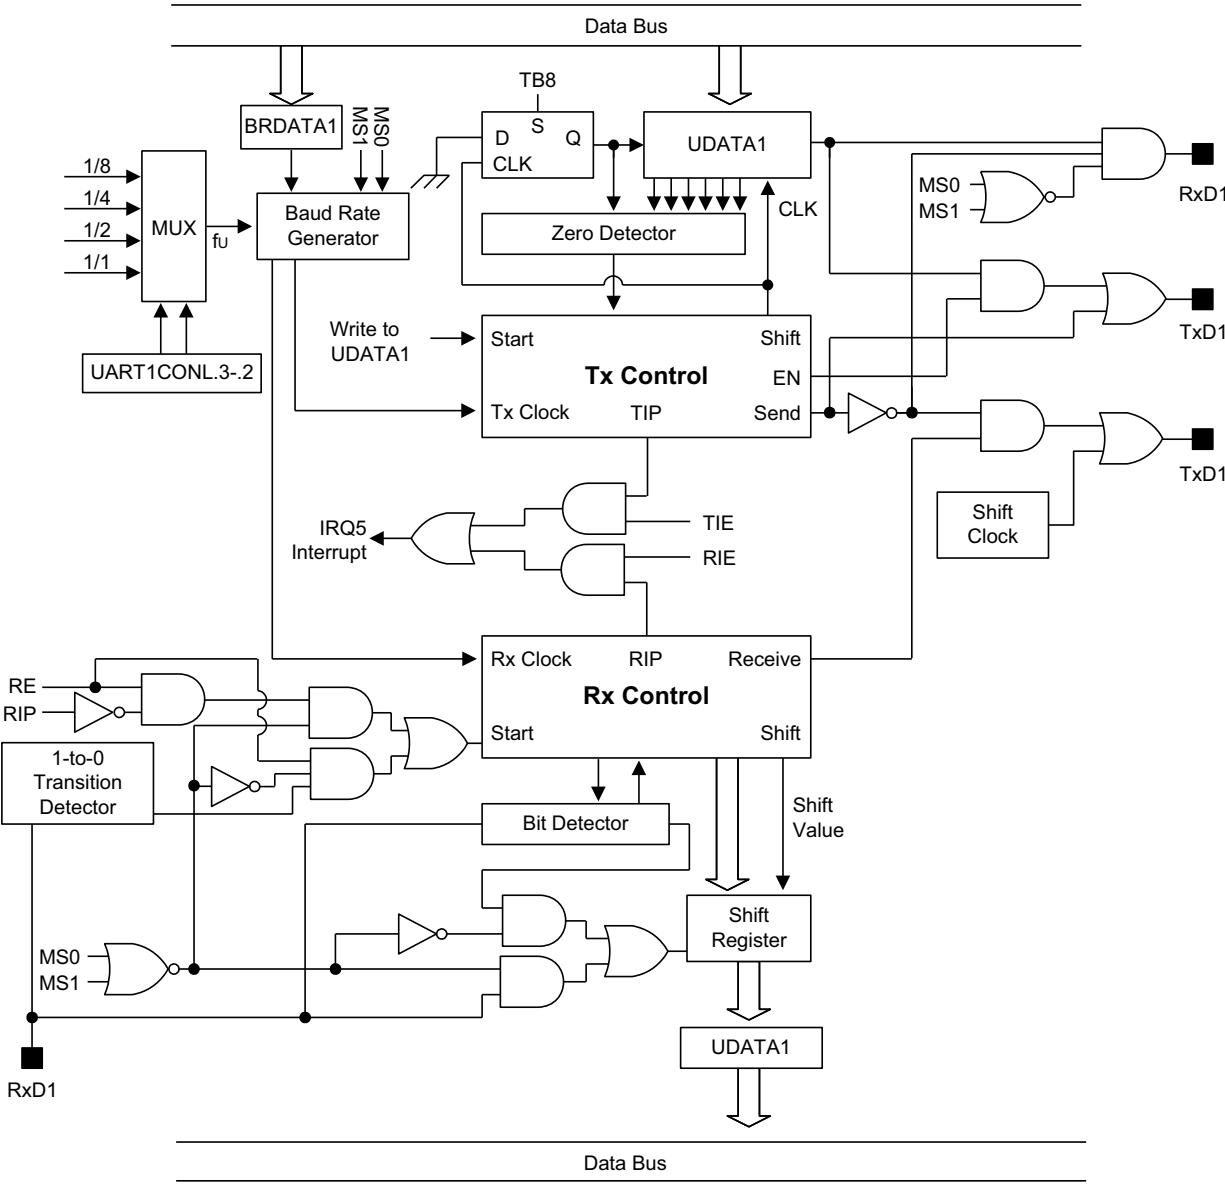 Data Bus
TB8
BRDATA1
MS1
MS0
S
D
Q
CLK
UDATA1
1/8
1/4
1/2
1/1
MUX
fU
Baud Rate
Generator
Zero Detector
CLK
MS0
MS1
RxD1
UART1CONL.3-.2
Write to
UDATA1
Start
Shift
Tx Control
EN
Tx Clock
TIP
Send
TxD1
TxD1
Shift
Clock
IRQ5
Interrupt
TIE
RIE
Rx Clock
RIP
Receive
Rx Control
Start
Shift
RE
RIP
1-to-0
Transition
Detector
Bit Detector
Shift
Value
Shift
Register
MS0
MS1
UDATA1
RxD1
Data Bus